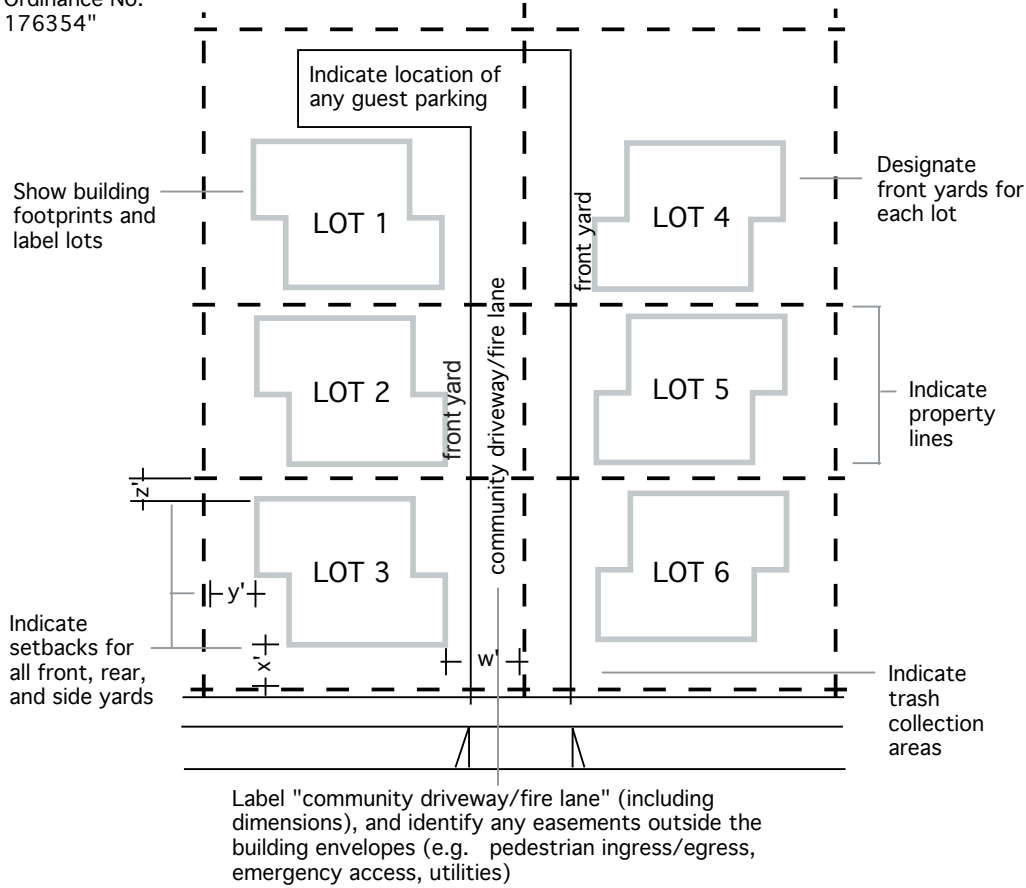 Ordinance No.
176354"
Indicate location of
any guest parking
Show building
footprints and
label lots
LOT 1
front yard
LOT 4
Designate
front yards for
each lot
LOT 2
front yard
community driveway/fire lane
LOT 5
Indicate
property
lines
z'
LOT 3
LOT 6
y'
Indicate
setbacks for
all front, rear,
and side yards
x'
w'
Indicate
trash
collection
areas
Label "community driveway/fire lane" (including
dimensions), and identify any easements outside the
building envelopes (e.g. pedestrian ingress/egress,
emergency access, utilities)